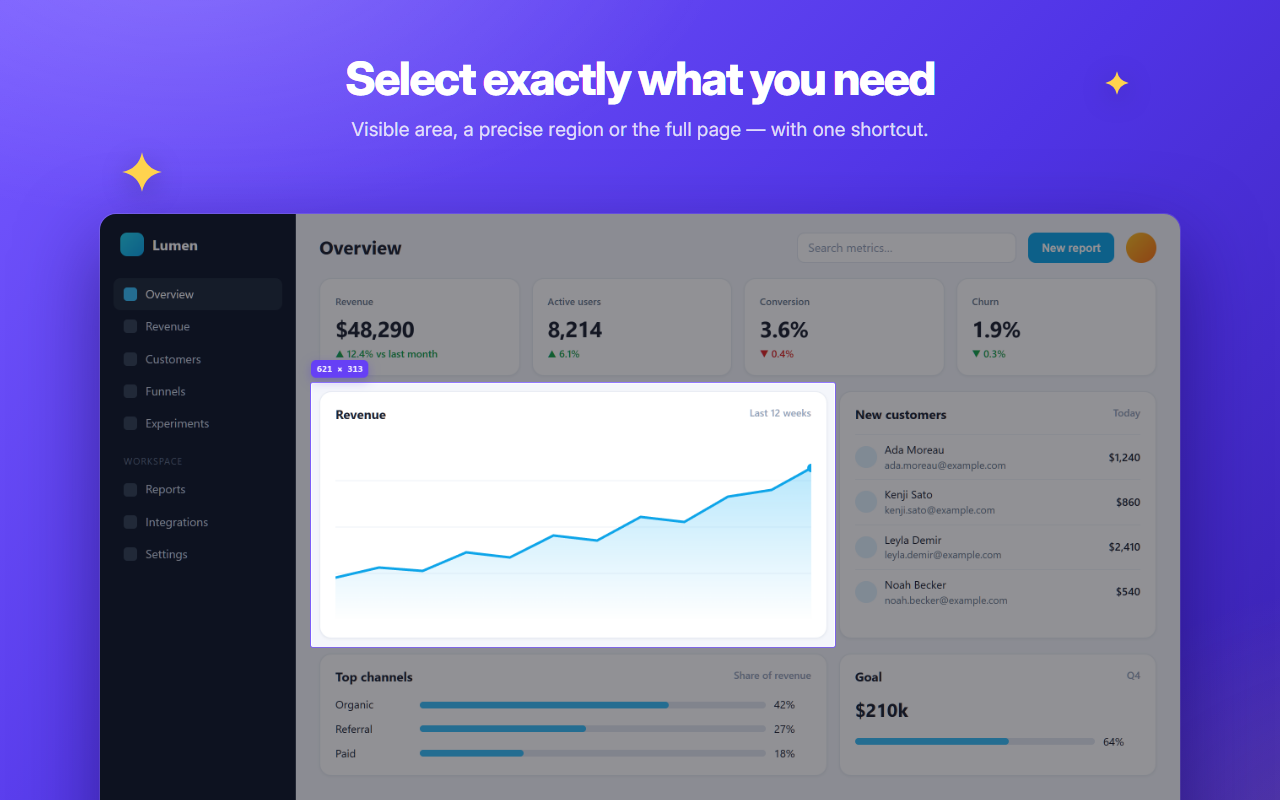 Select exactly what you need
Visible area, a precise region or the full page — with one shortcut.
Lumen
Overview
Revenue
Customers
Funnels
Experiments
WORKSPACE
Reports
Integrations
Settings
Overview
Search metrics...
New report
Revenue
$48,290
▲ 12.4% vs last month
Active users
8,214
▲ 6.1%
Conversion
3.6%
▼ 0.4%
Churn
1.9%
▼ 0.3%
621 × 313
Revenue
Last 12 weeks
New customers
Today
Ada Moreau
ada.moreau@example.com
$1,240
Kenji Sato
kenji.sato@example.com
$860
Leyla Demir
leyla.demir@example.com
$2,410
Noah Becker
noah.becker@example.com
$540
Top channels
Share of revenue
Organic
42%
Referral
27%
Paid
18%
Goal
Q4
$210k
64%